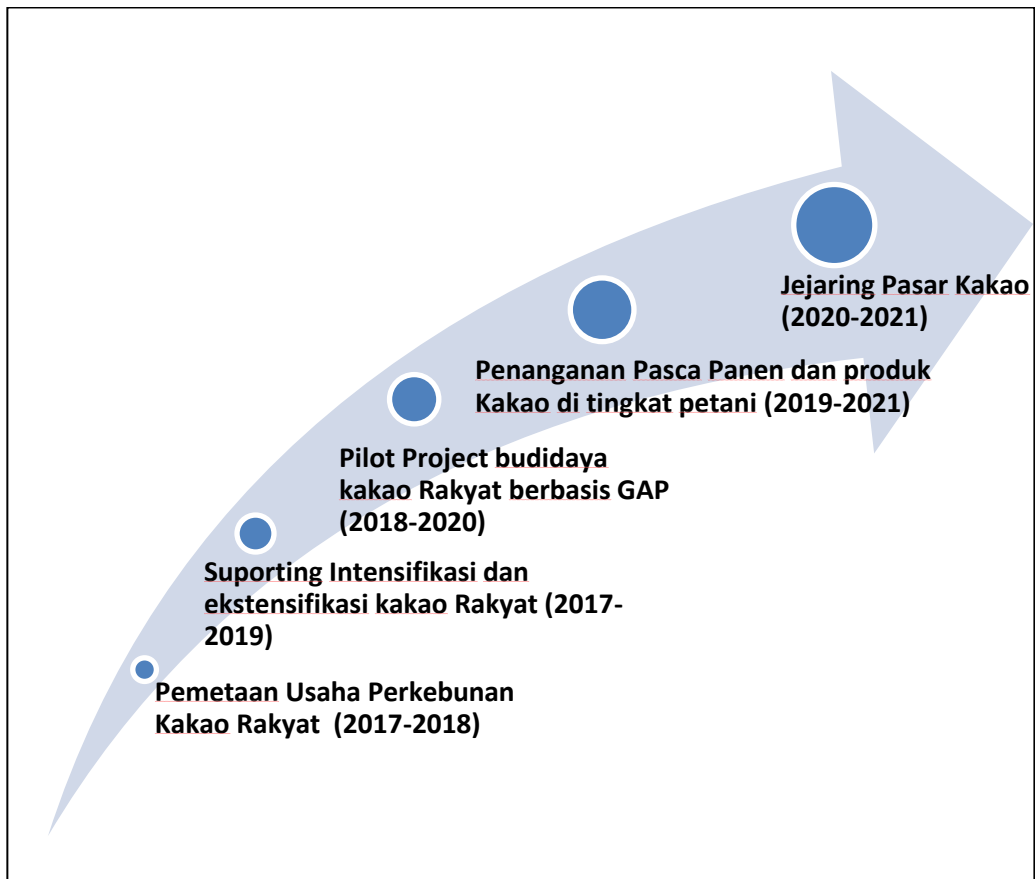 Jejaring Pasar Kakao
(2020-2021)
Penanganan Pasca Panen dan produk
Kakao di tingkat petani (2019-2021)
Pilot Project budidaya
kakao Rakyat berbasis GAP
(2018-2020)
Suporting Intensifikasi dan
ekstensifikasi kakao Rakyat (2017-
2019)
Pemetaan Usaha Perkebunan
Kakao Rakyat (2017-2018)